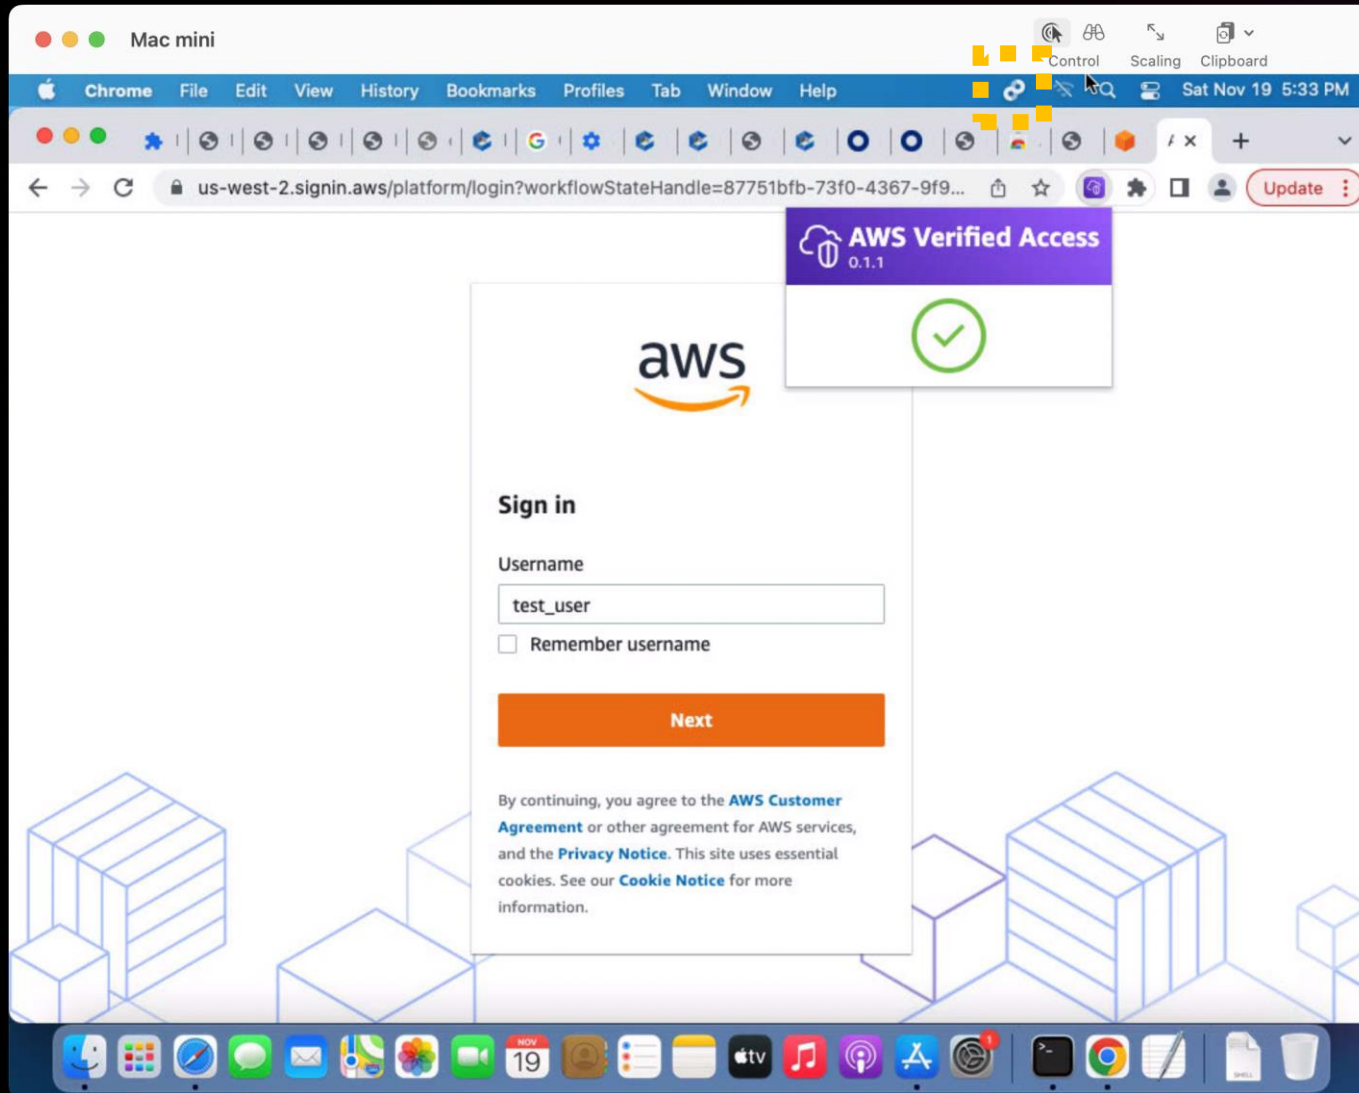 Mac mini
Control Scaling Clipboard
Chrome File Edit View History Bookmarks Profiles Tab Window Help Sat Nov 19 5:33 PM
us-west-2.signin.aws/platform/login?workflowStateHandle=87751bfb-73f0-4367-9f9... Update
AWS Verified Access
0.1.1
aws
Sign in
Username
test_user
Remember username
Next
By continuing, you agree to the AWS Customer
Agreement or other agreement for AWS services,
and the Privacy Notice. This site uses essential
cookies. See our Cookie Notice for more
information.
NOV
19
tv
1
SHELL